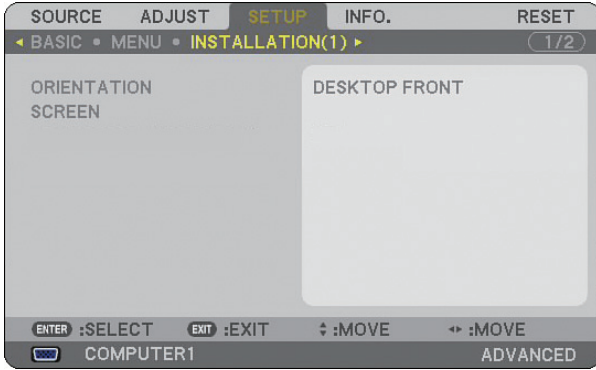 SOURCE ADJUST SETUP INFO. RESET
BASIC • MENU • INSTALLATION(1) 1/2
ORIENTATION DESKTOP FRONT
SCREEN
ENTER :SELECT EXIT :EXIT :MOVE :MOVE
COMPUTER1 ADVANCED